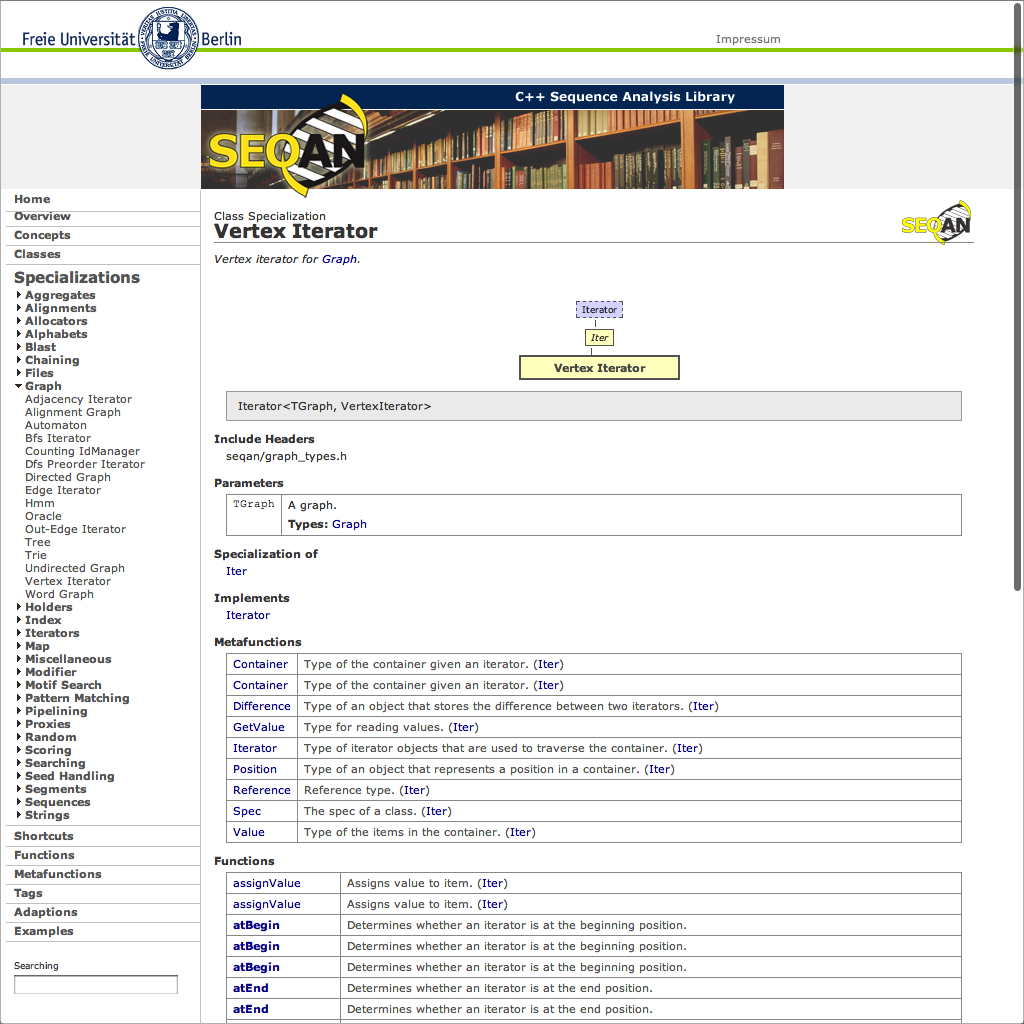 Freie Universität Berlin
Impressum
C++ Sequence Analysis Library
SEQAN
Home
Overview
Concepts
Classes
Specializations
Aggregates
Alignments
Allocators
Alphabets
Blast
Chaining
Files
Graph
Adjacency Iterator
Alignment Graph
Automaton
Bfs Iterator
Counting IdManager
Dfs Preorder Iterator
Directed Graph
Edge Iterator
Hmm
Oracle
Out-Edge Iterator
Tree
Trie
Undirected Graph
Vertex Iterator
Word Graph
Holders
Index
Iterators
Map
Miscellaneous
Modifier
Motif Search
Pattern Matching
Pipelining
Proxies
Random
Scoring
Searching
Seed Handling
Segments
Sequences
Strings
Shortcuts
Functions
Metafunctions
Tags
Adaptions
Examples
Searching
Class Specialization
Vertex Iterator
SEQAN
Vertex iterator for Graph.
Iterator
Iter
Vertex Iterator
Iterator<TGraph, VertexIterator>
Include Headers
seqan/graph_types.h
Parameters
TGraph A graph.
Types: Graph
Specialization of
Iter
Implements
Iterator
Metafunctions
Container Type of the container given an iterator. (Iter)
Container Type of the container given an iterator. (Iter)
Difference Type of an object that stores the difference between two iterators. (Iter)
GetValue Type for reading values. (Iter)
Iterator Type of iterator objects that are used to traverse the container. (Iter)
Position Type of an object that represents a position in a container. (Iter)
Reference Reference type. (Iter)
Spec The spec of a class. (Iter)
Value Type of the items in the container. (Iter)
Functions
assignValue Assigns value to item. (Iter)
assignValue Assigns value to item. (Iter)
atBegin Determines whether an iterator is at the beginning position.
atBegin Determines whether an iterator is at the beginning position.
atBegin Determines whether an iterator is at the beginning position.
atEnd Determines whether an iterator is at the end position.
atEnd Determines whether an iterator is at the end position.